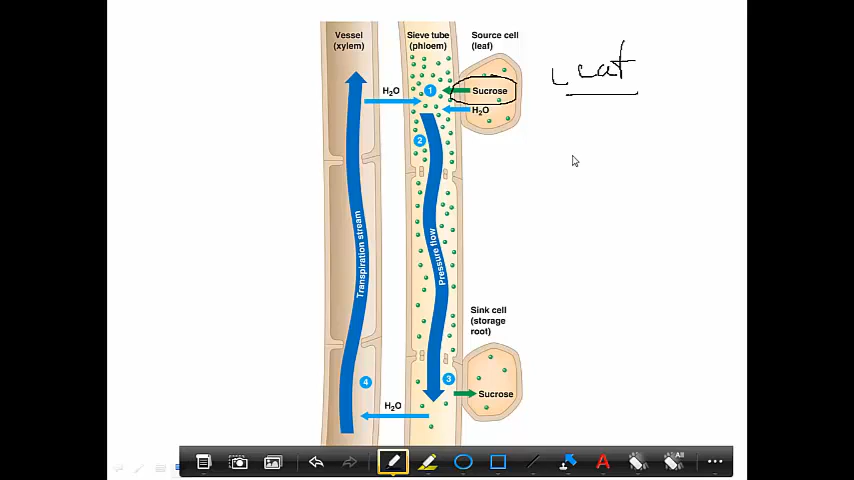 Vessel
(xylem)
Sieve tube
(phloem)
Source cell
(leaf)
Leaf
H2O
1
Sucrose
H2O
2
Transpiration stream
Pressure flow
Sink cell
(storage
root)
4
3
Sucrose
H2O
A
All